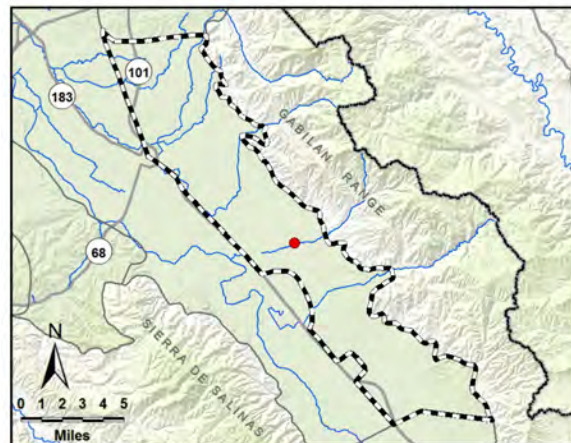 101
183
GABILAN RANGE
68
SIERRA DE SALINAS
N
0 1 2 3 4 5
Miles